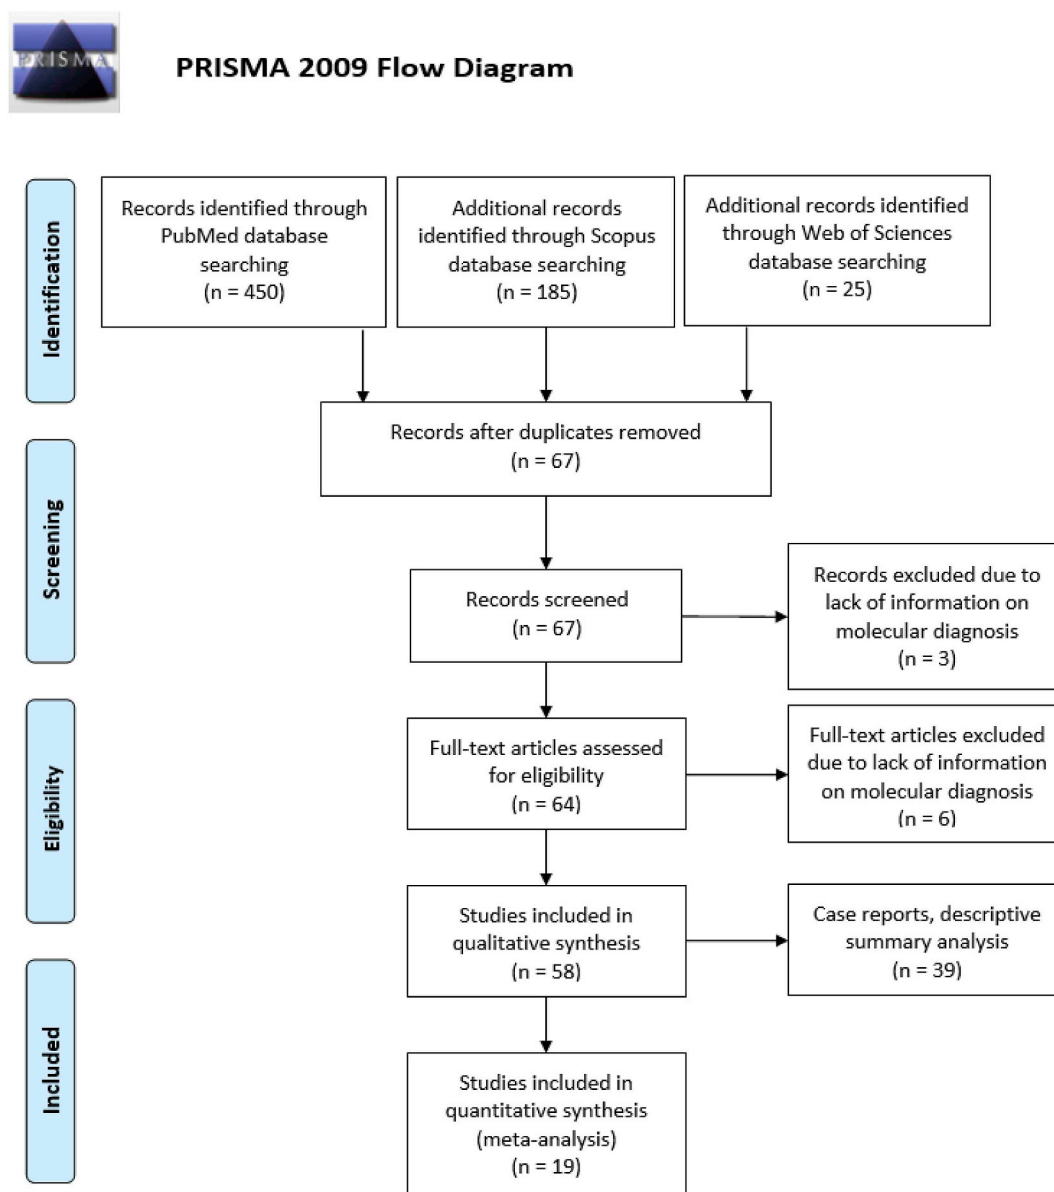 PRISMA
PRISMA 2009 Flow Diagram
Identification
Records identified through
PubMed database
searching
(n = 450)
Additional records
identified through Scopus
database searching
(n = 185)
Additional records identified
through Web of Sciences
database searching
(n = 25)
Records after duplicates removed
(n = 67)
Screening
Records screened
(n = 67)
Records excluded due to
lack of information on
molecular diagnosis
(n = 3)
Eligibility
Full-text articles assessed
for eligibility
(n = 64)
Full-text articles excluded
due to lack of information
on molecular diagnosis
(n = 6)
Studies included in
qualitative synthesis
(n = 58)
Case reports, descriptive
summary analysis
(n = 39)
Included
Studies included in
quantitative synthesis
(meta-analysis)
(n = 19)